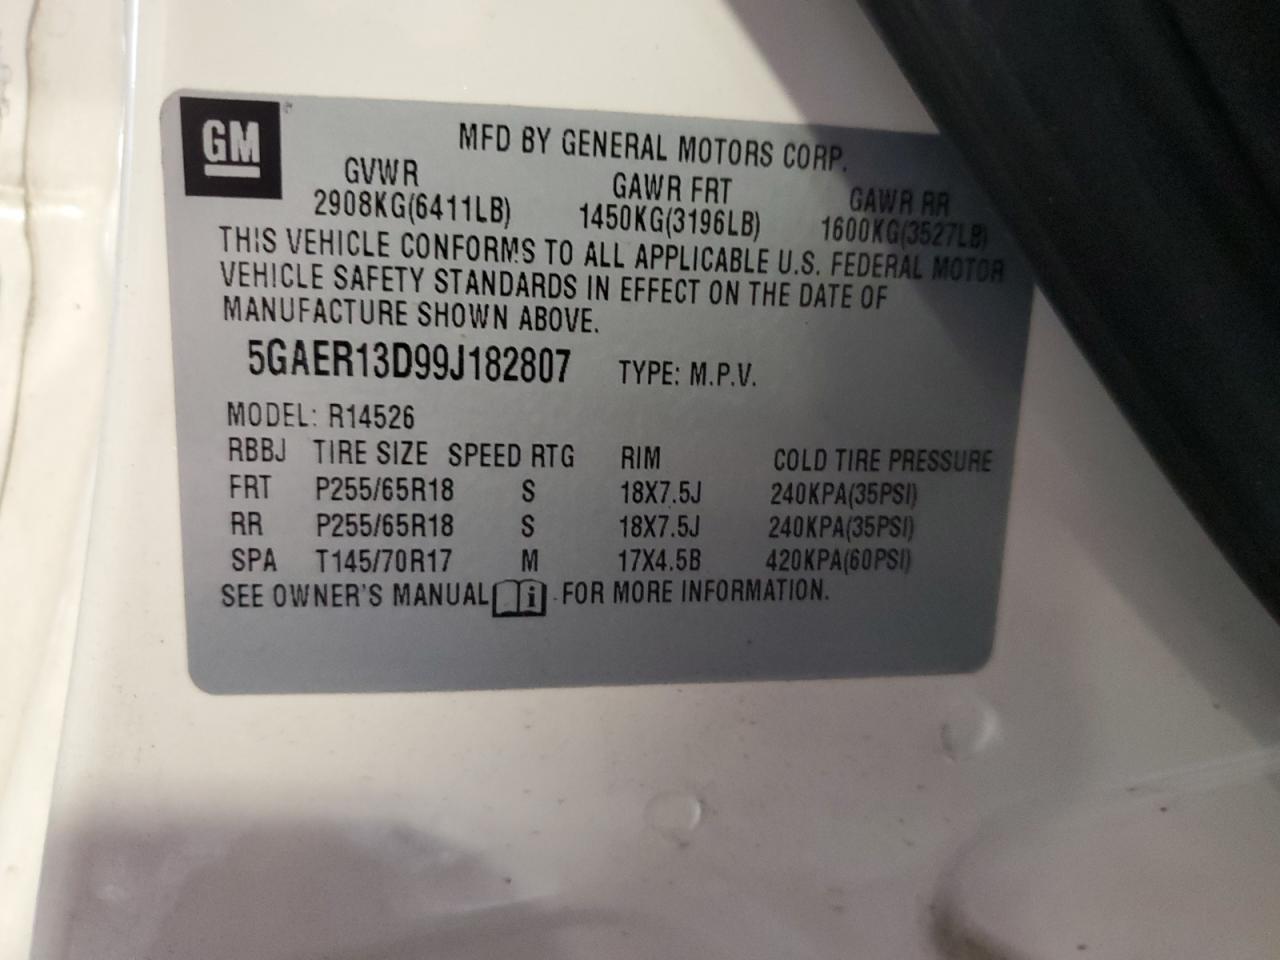 GM
MFD BY GENERAL MOTORS CORP.
GVWR GAWR FRT GAWR RR
2908KG(6411LB) 1450KG(3196LB) 1600KG(3527LB)
THIS VEHICLE CONFORMS TO ALL APPLICABLE U.S. FEDERAL MOTOR
VEHICLE SAFETY STANDARDS IN EFFECT ON THE DATE OF
MANUFACTURE SHOWN ABOVE.
5GAER13D99J182807 TYPE: M.P.V.
MODEL: R14526
RBBJ TIRE SIZE SPEED RTG RIM COLD TIRE PRESSURE
FRT P255/65R18 S 18X7.5J 240KPA(35PSI)
RR P255/65R18 S 18X7.5J 240KPA(35PSI)
SPA T145/70R17 M 17X4.5B 420KPA(60PSI)
SEE OWNER'S MANUAL i FOR MORE INFORMATION.